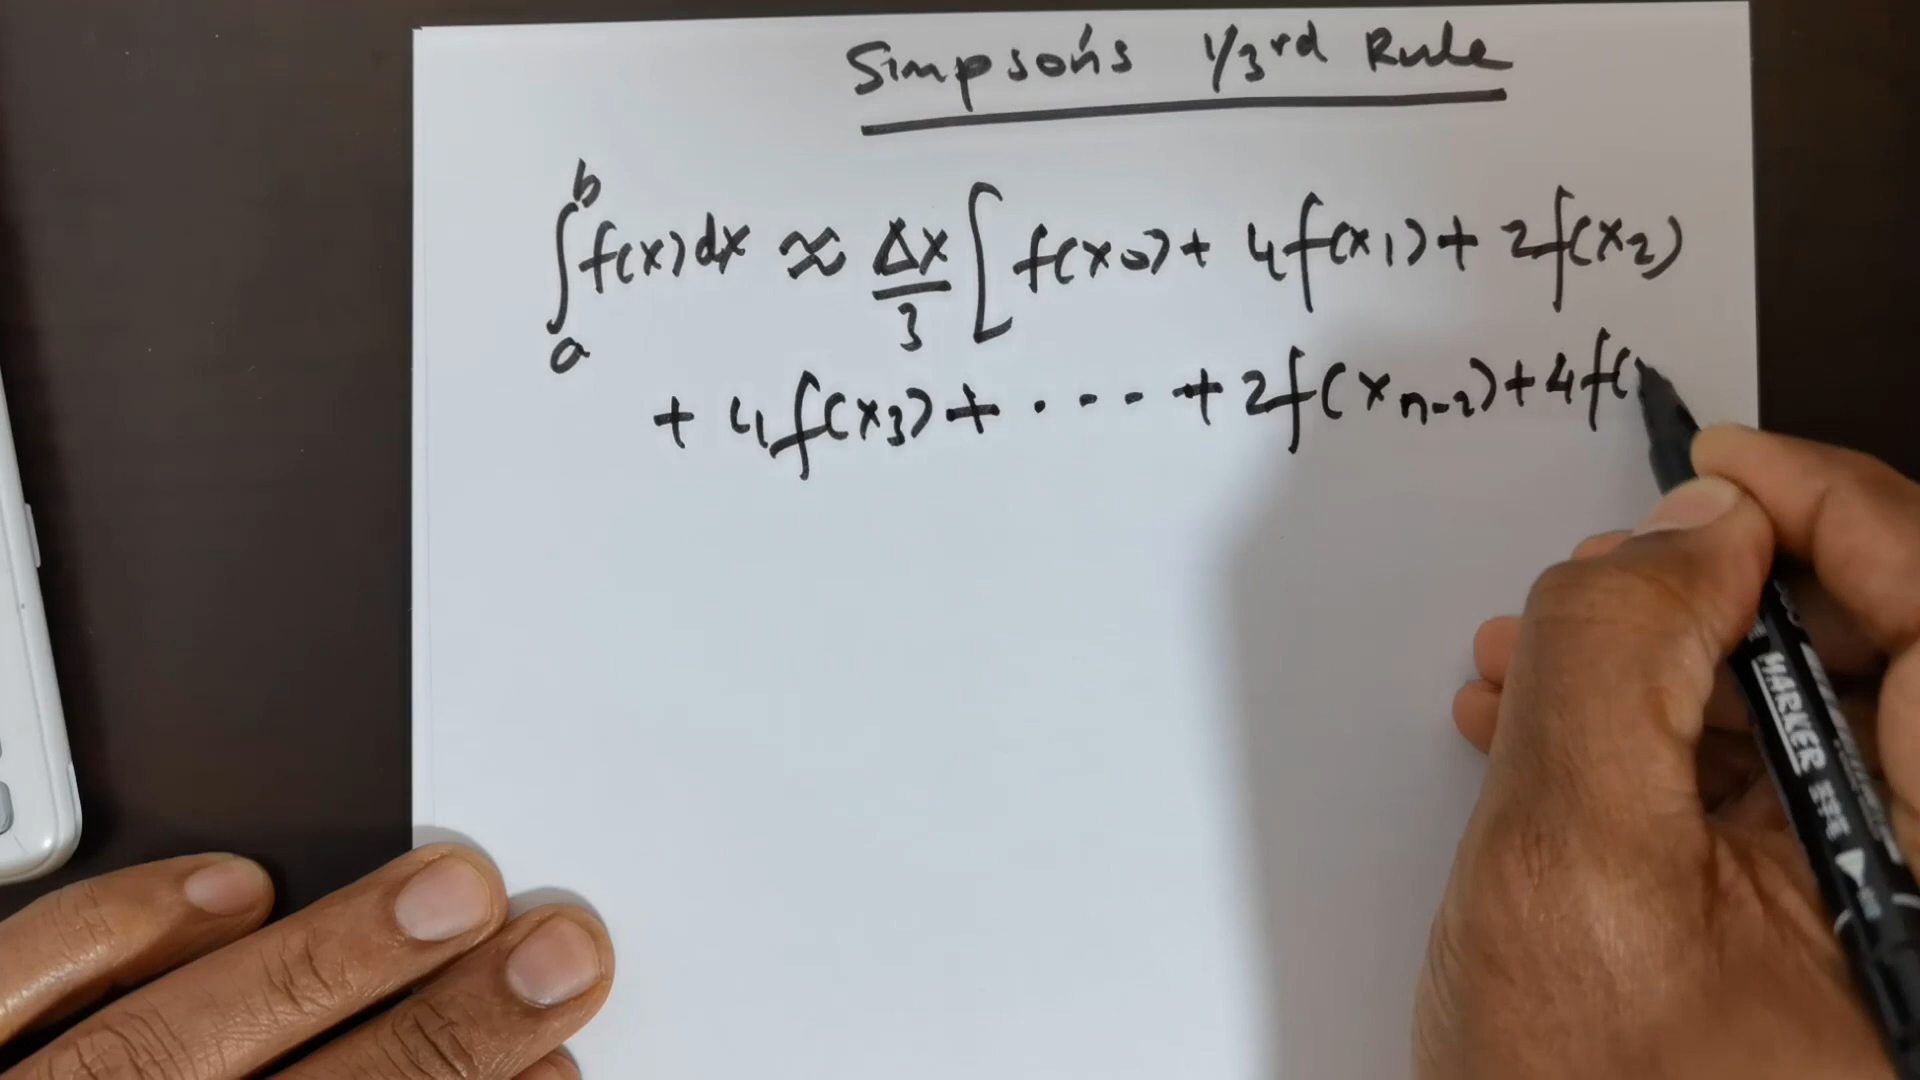 Simpson's 1/3rd Rule
∫ₐᵇ f(x)dx ≈ Δx/3 [ f(x₀) + 4f(x₁) + 2f(x₂)
+ 4f(x₃) + .... + 2f(xₙ₋₂) + 4f(
MARKER